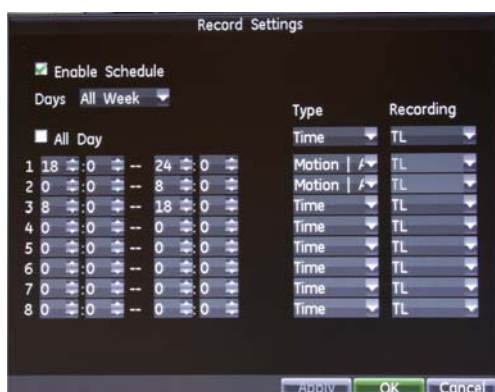 Record Settings
Enable Schedule
Days All Week
Type Recording
All Day Time TL
1 18 : 0 -- 24 : 0 Motion | A TL
2 0 : 0 -- 8 : 0 Motion | A TL
3 8 : 0 -- 18 : 0 Time TL
4 0 : 0 -- 0 : 0 Time TL
5 0 : 0 -- 0 : 0 Time TL
6 0 : 0 -- 0 : 0 Time TL
7 0 : 0 -- 0 : 0 Time TL
8 0 : 0 -- 0 : 0 Time TL
Apply OK Cancel